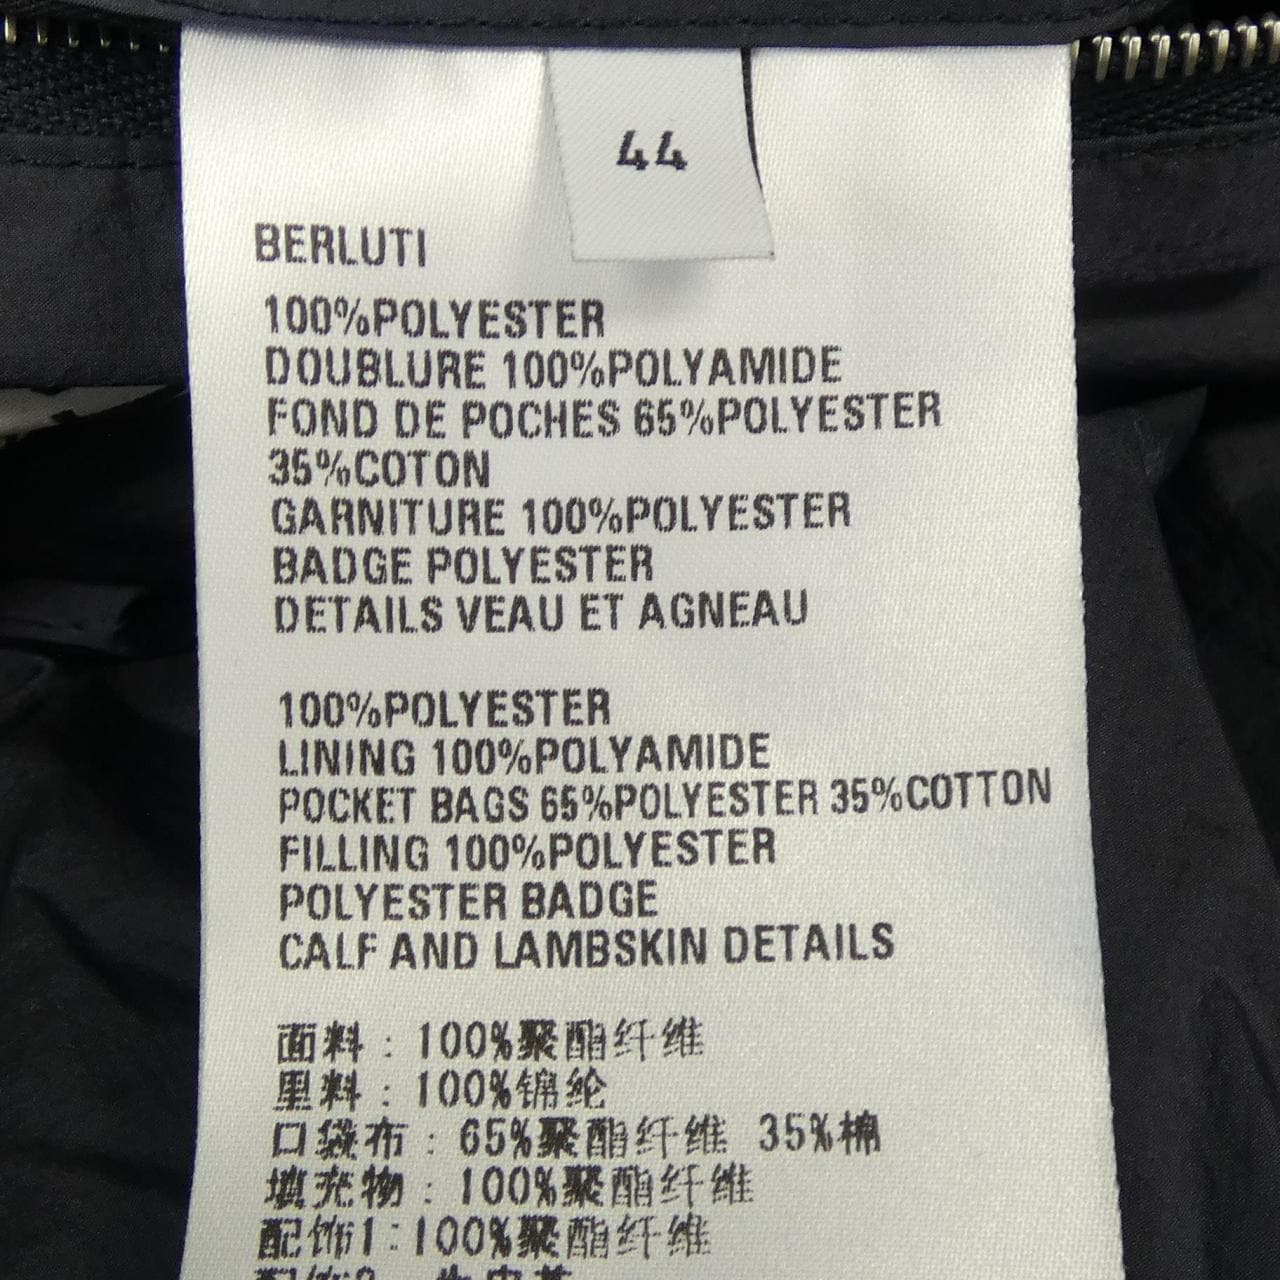 44
BERLUTI
100%POLYESTER
DOUBLURE 100%POLYAMIDE
FOND DE POCHES 65%POLYESTER
35%COTON
GARNITURE 100%POLYESTER
BADGE POLYESTER
DETAILS VEAU ET AGNEAU
100%POLYESTER
LINING 100%POLYAMIDE
POCKET BAGS 65%POLYESTER 35%COTTON
FILLING 100%POLYESTER
POLYESTER BADGE
CALF AND LAMBSKIN DETAILS
面料：100%聚酯纤维
里料：100%锦纶
口袋布：65%聚酯纤维 35%棉
填充物：100%聚酯纤维
配饰1：100%聚酯纤维